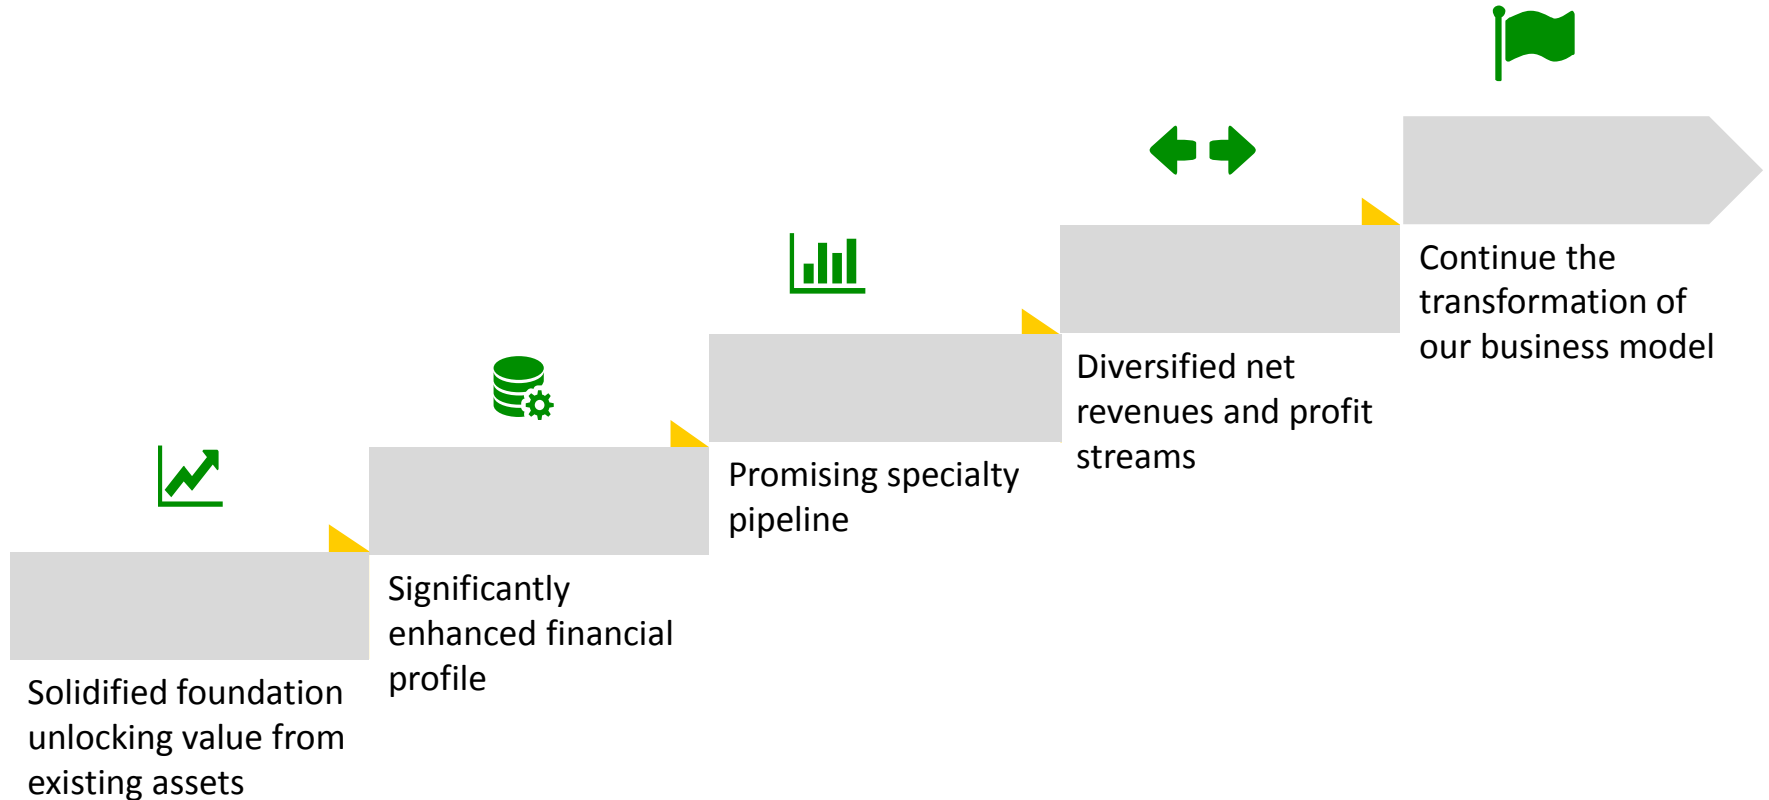 Solidified foundation
unlocking value from
existing assets
Significantly
enhanced financial
profile
Promising specialty
pipeline
Diversified net
revenues and profit
streams
Continue the
transformation of
our business model